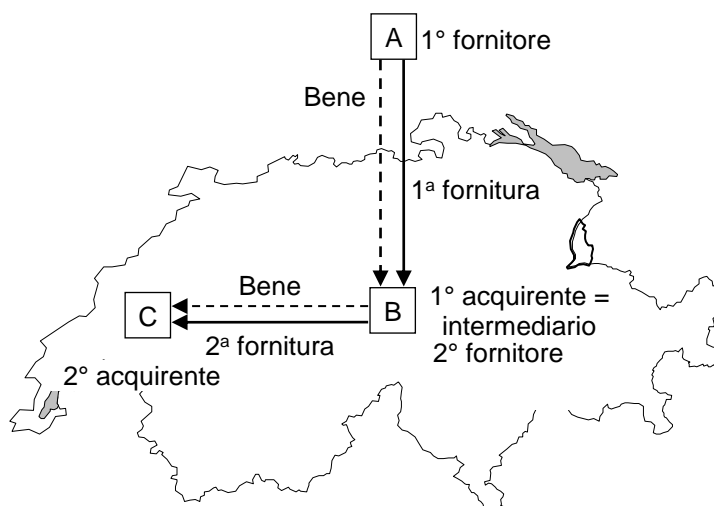 A
1° fornitore
Bene
1ª fornitura
Bene
C
B
1° acquirente =
intermediario
2° fornitore
2ª fornitura
2° acquirente